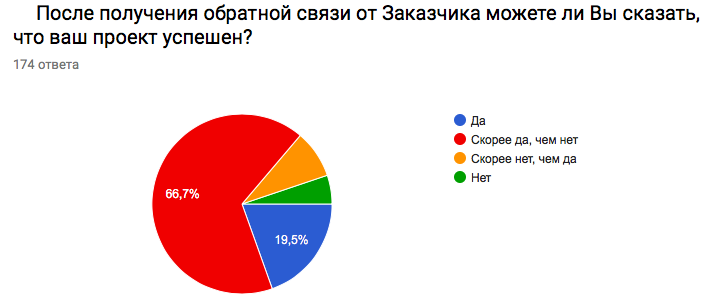 После получения обратной связи от Заказчика можете ли Вы сказать,
что ваш проект успешен?
174 ответа
Да
Скорее да, чем нет
Скорее нет, чем да
Нет
66,7%
19,5%